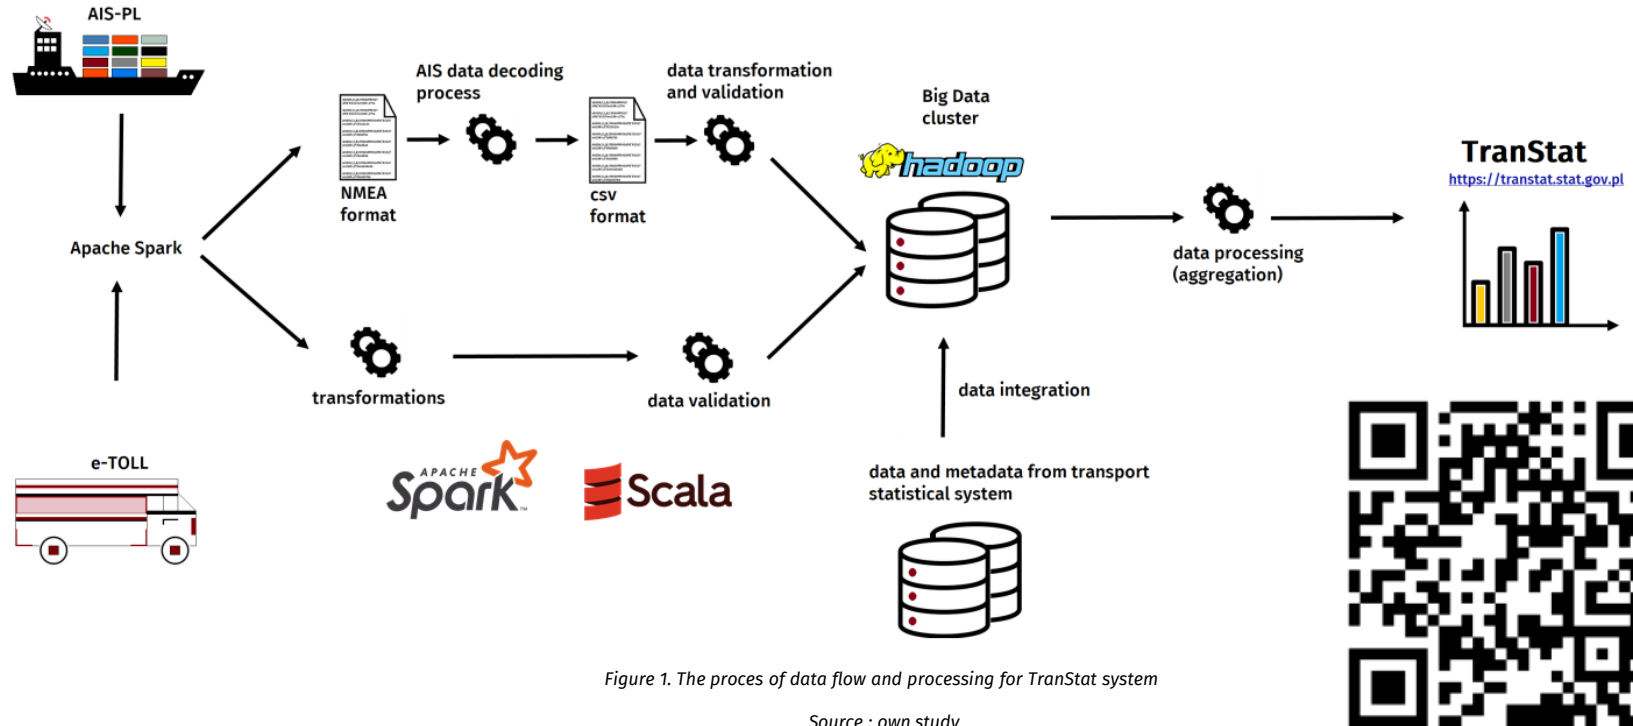 AIS-PL
AIS data decoding
process
data transformation
and validation
Big Data
cluster
hadoop
TranStat
https://transtat.stat.gov.pl
NMEA
format
csv
format
Apache Spark
data processing
(aggregation)
transformations
data validation
data integration
e-TOLL
APACHE
Spark
TM
Scala
data and metadata from transport
statistical system
Figure 1. The proces of data flow and processing for TranStat system
Source : own study